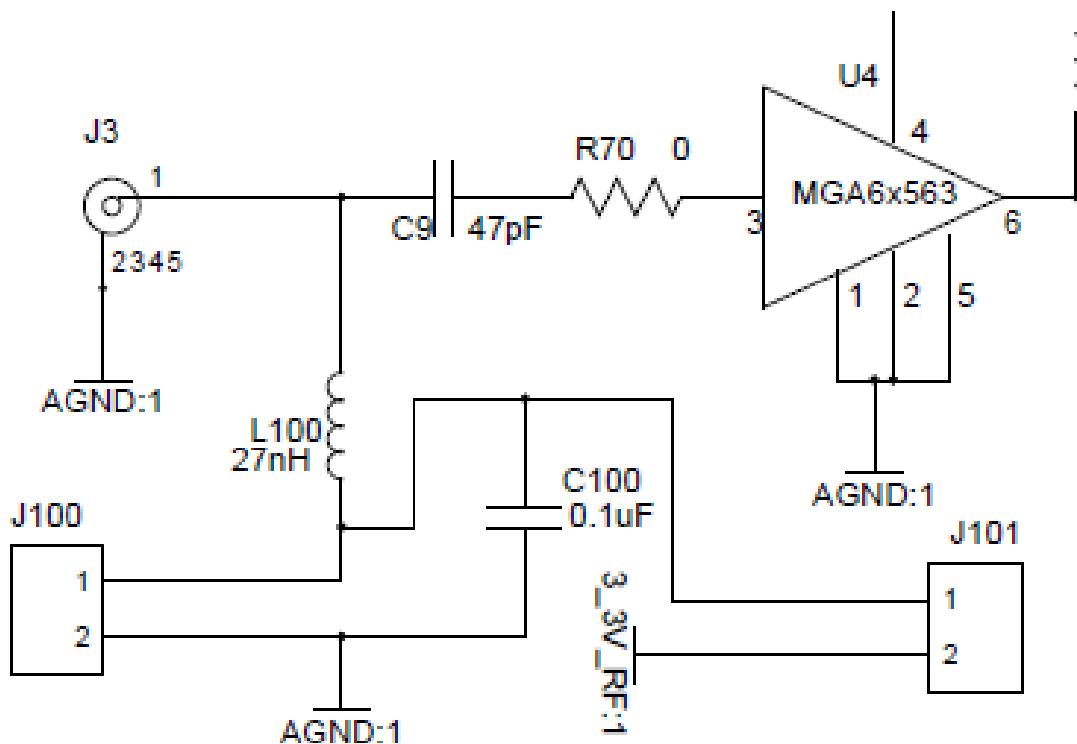 U4
J3
4
R70 0
1
MGA6x563
C9 47pF
3
6
2345
1 2 5
AGND:1
L100
27nH
C100
0.1uF
AGND:1
J100
J101
1
3_3V_RF:1
1
2
2
AGND:1